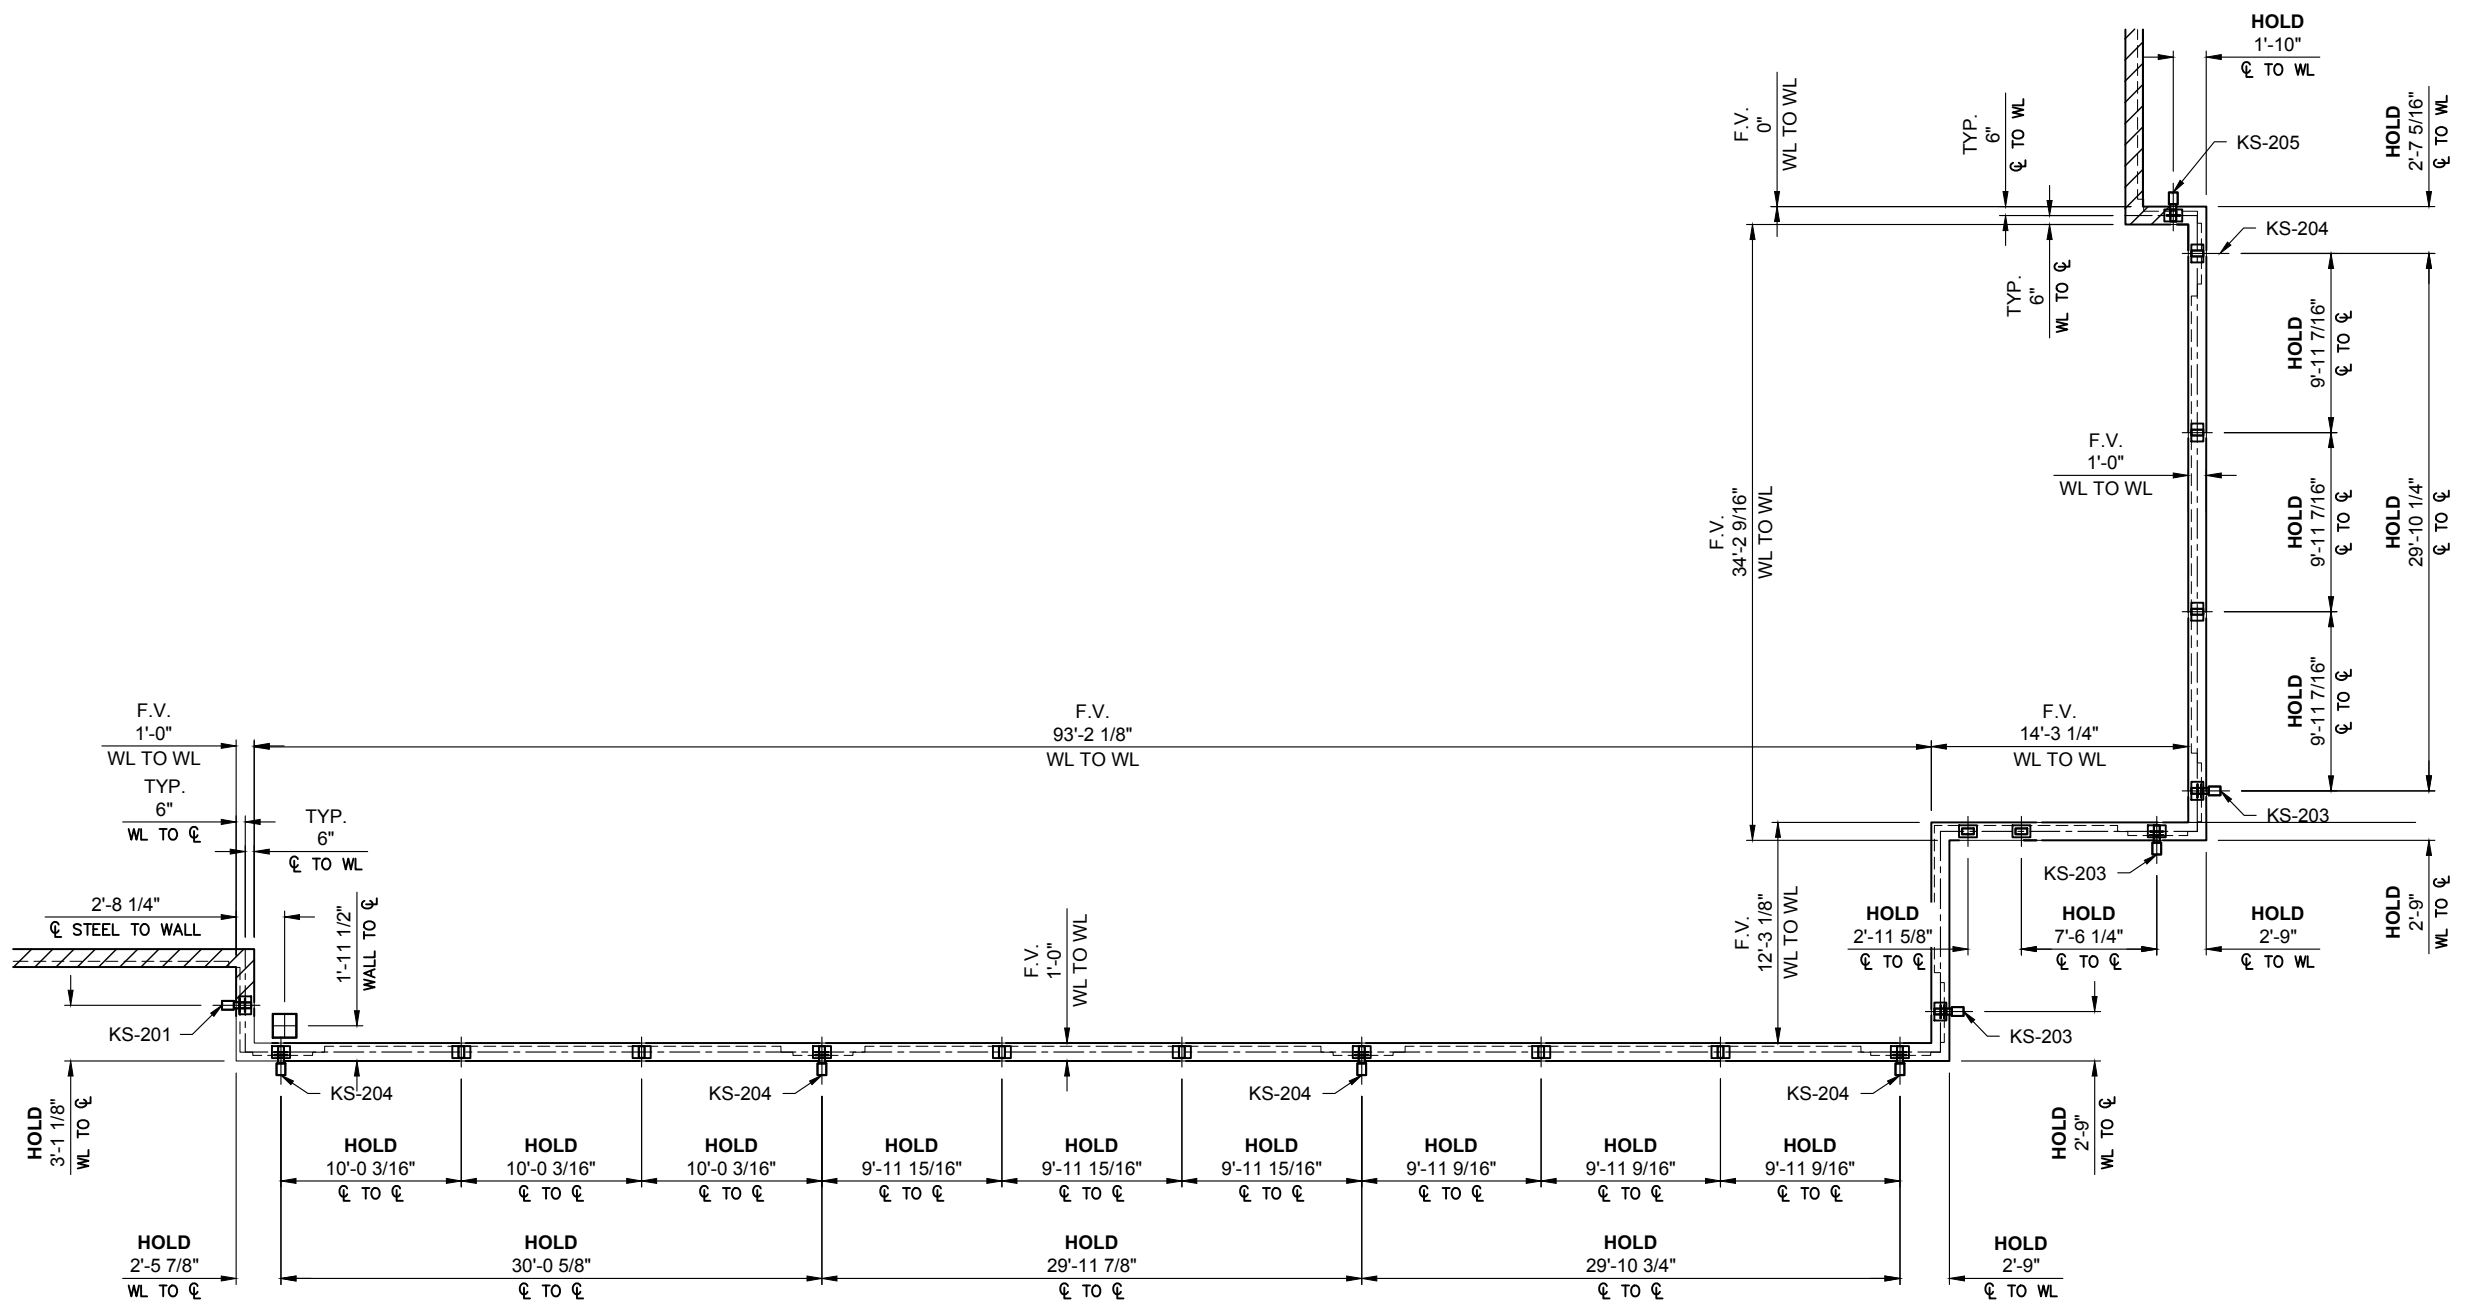 HOLD
1'-10"
℄ TO WL
HOLD
2'-7 5/16"
℄ TO WL
F.V.
0"
WL TO WL
TYP.
6"
℄ TO WL
KS-205
KS-204
TYP.
6"
WL TO ℄
HOLD
9'-11 7/16"
℄ TO ℄
F.V.
1'-0"
WL TO WL
F.V.
34'-2 9/16"
WL TO WL
HOLD
9'-11 7/16"
℄ TO ℄
HOLD
29'-10 1/4"
℄ TO ℄
HOLD
9'-11 7/16"
℄ TO ℄
F.V.
1'-0"
WL TO WL
F.V.
93'-2 1/8"
WL TO WL
F.V.
14'-3 1/4"
WL TO WL
TYP.
6"
WL TO ℄
TYP.
6"
℄ TO WL
KS-203
KS-203
2'-8 1/4"
℄ STEEL TO WALL
1'-11 1/2"
WALL TO ℄
F.V.
1'-0"
WL TO WL
F.V.
12'-3 1/8"
WL TO WL
HOLD
2'-11 5/8"
℄ TO ℄
HOLD
7'-6 1/4"
℄ TO ℄
HOLD
2'-9"
℄ TO WL
HOLD
2'-9"
WL TO ℄
KS-201
KS-203
KS-204
KS-204
KS-204
KS-204
HOLD
3'-1 1/8"
WL TO ℄
HOLD
2'-9"
WL TO ℄
HOLD
10'-0 3/16"
℄ TO ℄
HOLD
10'-0 3/16"
℄ TO ℄
HOLD
10'-0 3/16"
℄ TO ℄
HOLD
9'-11 15/16"
℄ TO ℄
HOLD
9'-11 15/16"
℄ TO ℄
HOLD
9'-11 15/16"
℄ TO ℄
HOLD
9'-11 9/16"
℄ TO ℄
HOLD
9'-11 9/16"
℄ TO ℄
HOLD
9'-11 9/16"
℄ TO ℄
HOLD
2'-5 7/8"
WL TO ℄
HOLD
30'-0 5/8"
℄ TO ℄
HOLD
29'-11 7/8"
℄ TO ℄
HOLD
29'-10 3/4"
℄ TO ℄
HOLD
2'-9"
℄ TO WL